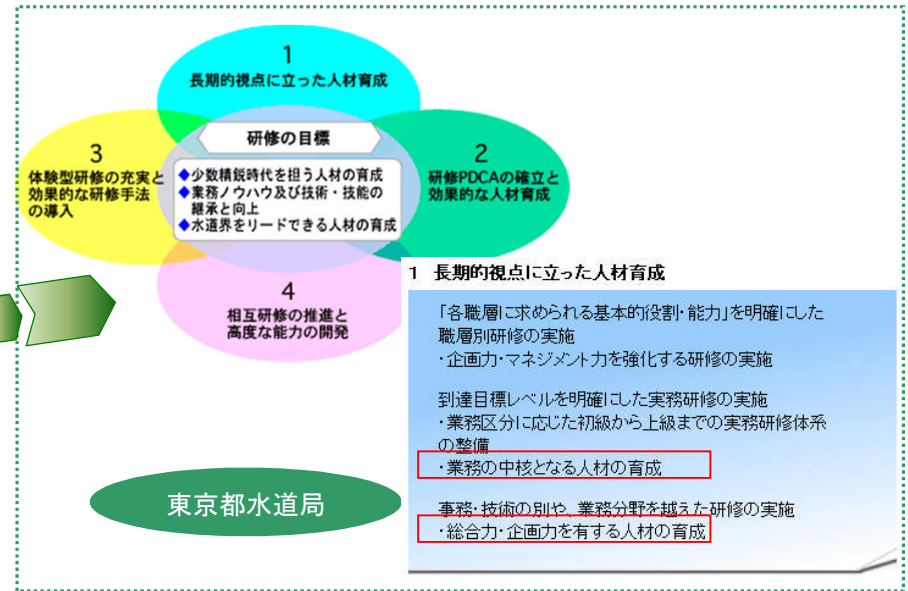 1
長期的視点に立った人材育成
研修の目標
◆少数精鋭時代を担う人材の育成
◆業務ノウハウ及び技術・技能の
継承と向上
◆水道界をリードできる人材の育成
3
体験型研修の充実と
効果的な研修手法
の導入
2
研修PDCAの確立と
効果的な人材育成
4
相互研修の推進と
高度な能力の開発
1 長期的視点に立った人材育成
「各職層に求められる基本的役割・能力」を明確にした
職層別研修の実施
・企画力・マネジメント力を強化する研修の実施
到達目標レベルを明確にした実務研修の実施
・業務区分に応じた初級から上級までの実務研修体系
の整備
・業務の中核となる人材の育成
事務・技術の別や、業務分野を越えた研修の実施
・総合力・企画力を有する人材の育成
東京都水道局